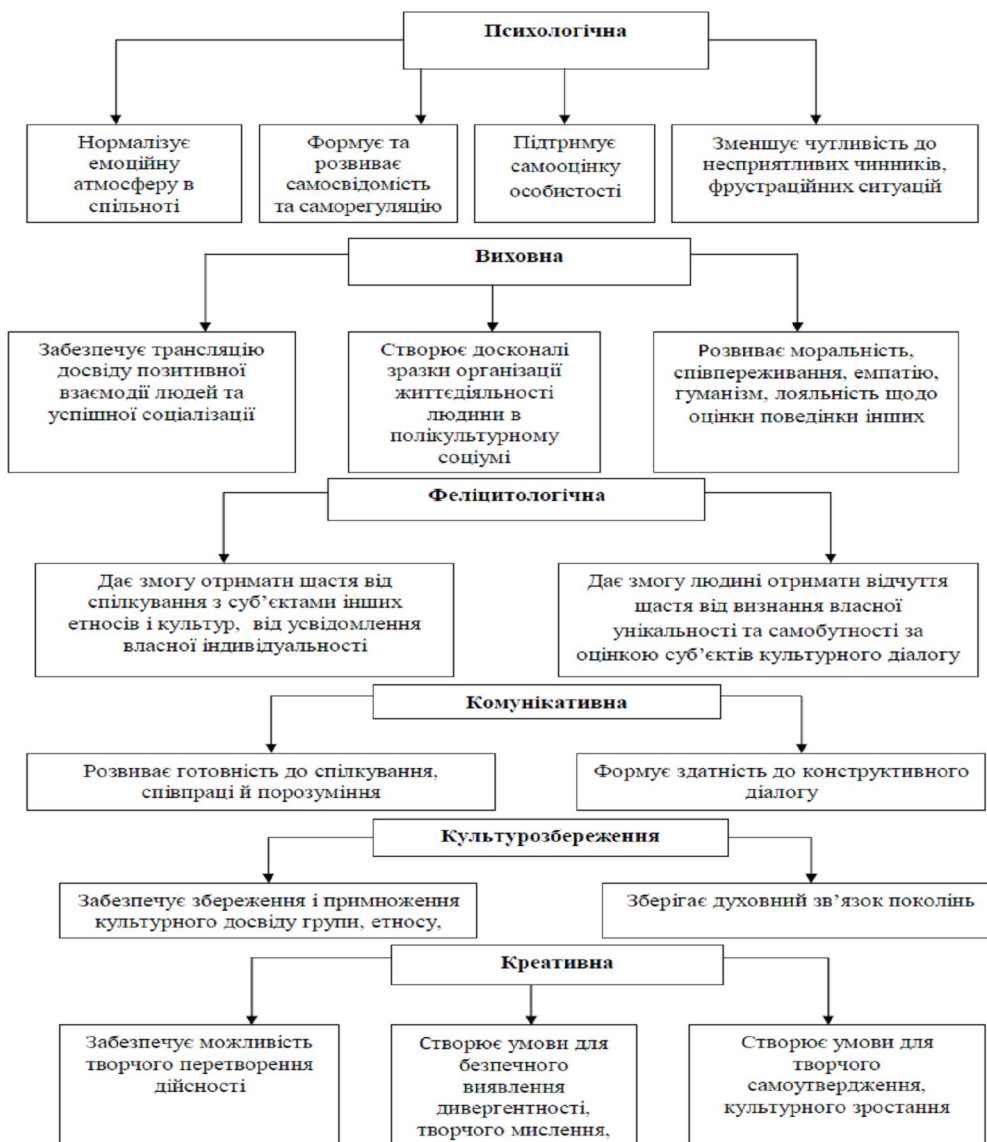 Психологічна
Нормалізує
емоційну
атмосферу в
спільноті
Формує та
розвиває
самосвідомість
та саморегуляцію
Підтримує
самооцінку
особистості
Зменшує чутливість до
несприятливих чинників,
фрустраційних ситуацій
Виховна
Забезпечує трансляцію
досвіду позитивної
взаємодії людей та
успішної соціалізації
Створює досконалі
зразки організації
життєдіяльності
людини в
полікультурному
соціумі
Розвиває моральність,
співпереживання, емпатію,
гуманізм, лояльність щодо
оцінки поведінки інших
Феліцитологічна
Дає змогу отримати щастя від
спілкування з суб’єктами інших
етносів і культур, від усвідомлення
власної індивідуальності
Дає змогу людині отримати відчуття
щастя від визнання власної
унікальності та самобутності за
оцінкою суб’єктів культурного діалогу
Комунікативна
Розвиває готовність до спілкування,
співпраці й порозуміння
Формує здатність до конструктивного
діалогу
Культурозбереження
Забезпечує збереження і примноження
культурного досвіду групи, етносу,
Зберігає духовний зв’язок поколінь
Креативна
Забезпечує можливість
творчого перетворення
дійсності
Створює умови для
безпечного
виявлення
дивергентності,
творчого мислення,
Створює умови для
творчого
самоутвердження,
культурного зростання